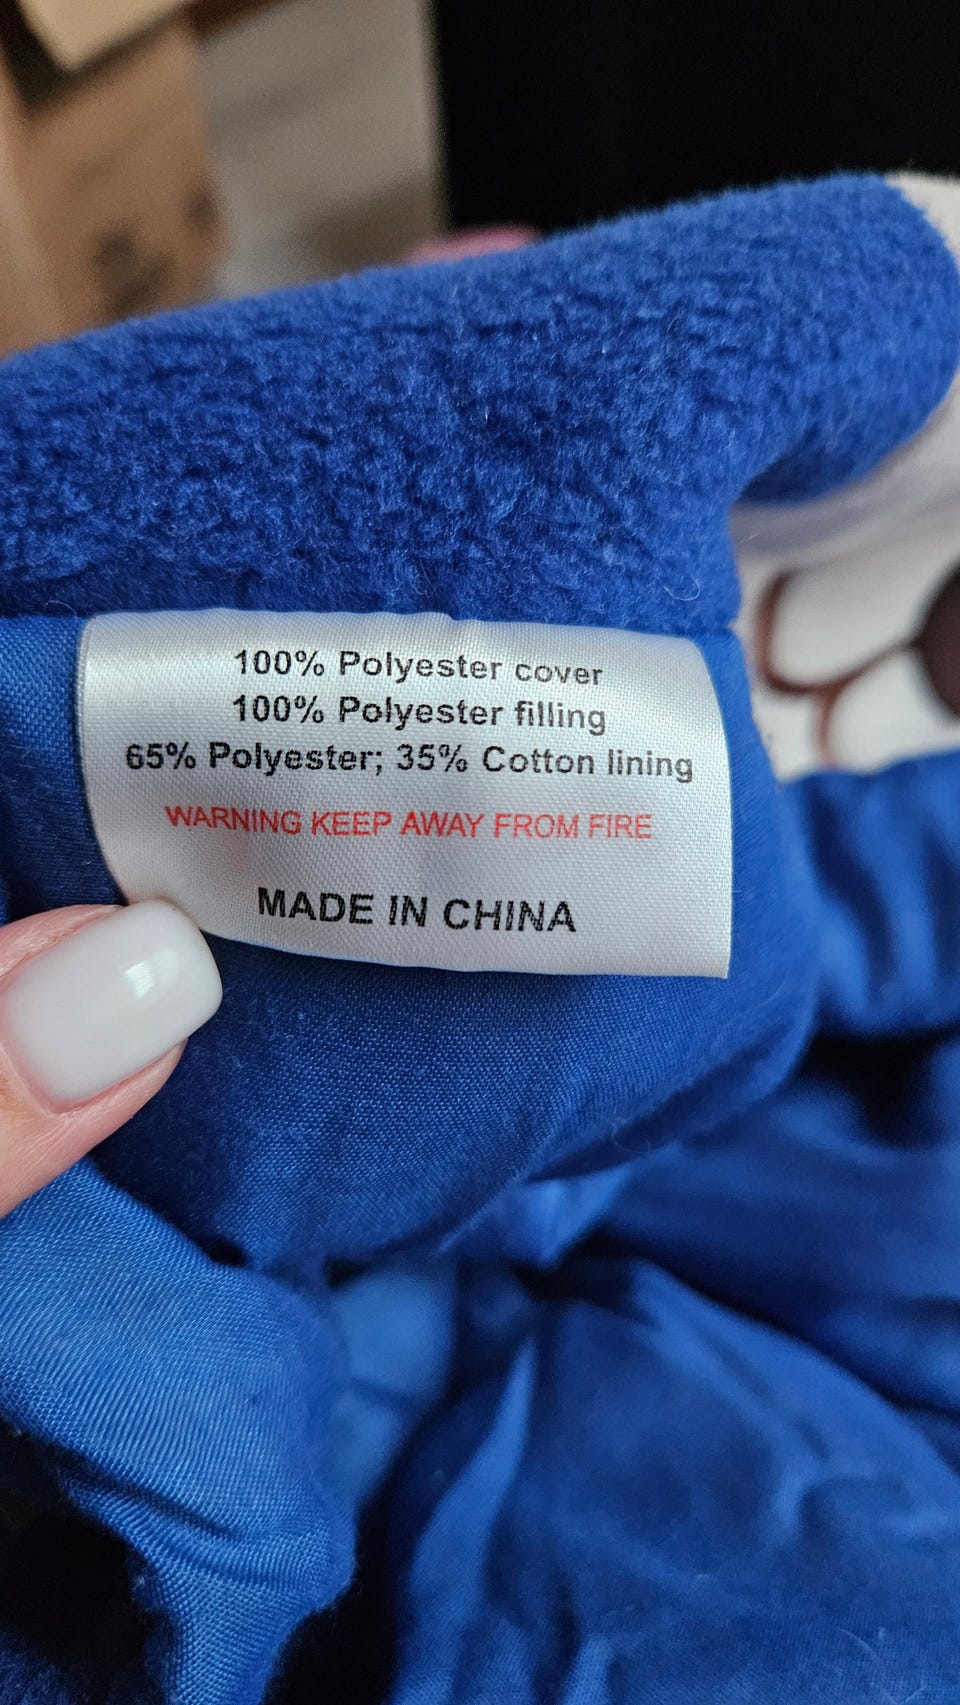 100% Polyester cover
100% Polyester filling
65% Polyester; 35% Cotton lining
WARNING KEEP AWAY FROM FIRE
MADE IN CHINA